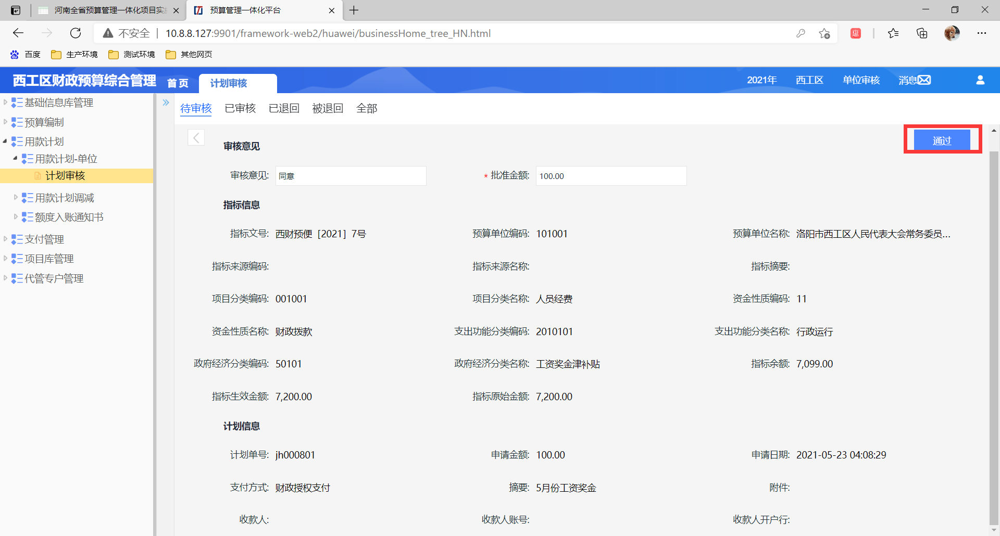 河南全省预算管理一体化项目实施
预算管理一体化平台
不安全 10.8.8.127:9901/framework-web2/huawei/businessHome_tree_HN.html
惠
du 百度 生产环境 测试环境 其他网页
西工区财政预算综合管理 首页 计划审核 2021年 西工区 单位审核 消息
基础信息库管理
预算编制
用款计划
用款计划-单位
计划审核
用款计划调减
额度入账通知书
支付管理
项目库管理
代管专户管理
待审核 已审核 已退回 被退回 全部
通过
审核意见
审核意见: 同意 * 批准金额: 100.00
指标信息
指标文号: 西财预便［2021］7号 预算单位编码: 101001 预算单位名称: 洛阳市西工区人民代表大会常务委员...
指标来源编码: 指标来源名称: 指标摘要:
项目分类编码: 001001 项目分类名称: 人员经费 资金性质编码: 11
资金性质名称: 财政拨款 支出功能分类编码: 2010101 支出功能分类名称: 行政运行
政府经济分类编码: 50101 政府经济分类名称: 工资奖金津补贴 指标余额: 7,099.00
指标生效金额: 7,200.00 指标原始金额: 7,200.00
计划信息
计划单号: jh000801 申请金额: 100.00 申请日期: 2021-05-23 04:08:29
支付方式: 财政授权支付 摘要: 5月份工资奖金 附件:
收款人: 收款人账号: 收款人开户行: